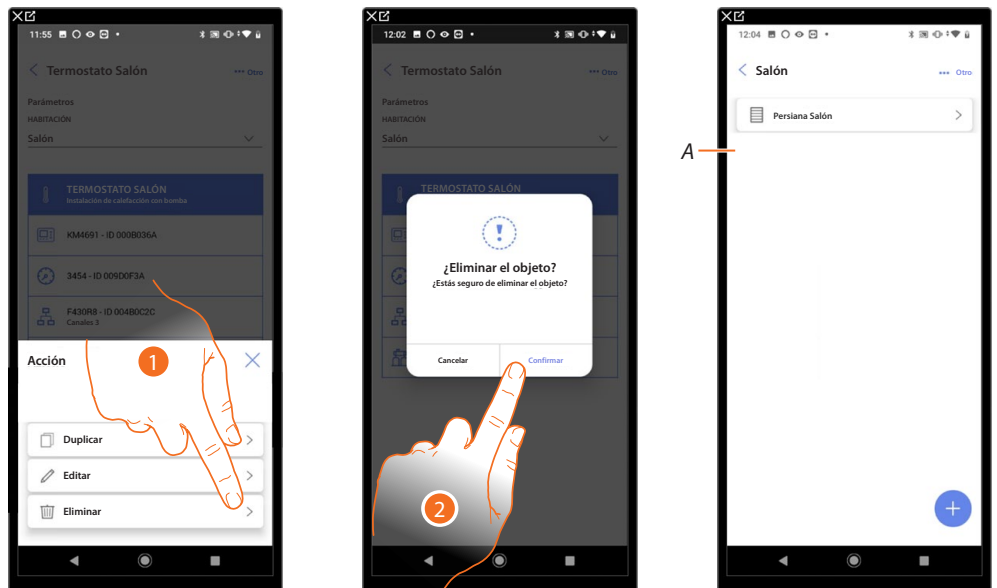 11:55
Termostato Salón
••• Otro
Parámetros
HABITACIÓN
Salón
TERMOSTATO SALÓN
Instalación de calefacción con bomba
KM4691 - ID 000B036A
3454 - ID 009D0F3A
F430R8 - ID 004B0C2C
Canales 3
Acción
1
Duplicar
Editar
Eliminar
12:02
Termostato Salón
••• Otro
Parámetros
HABITACIÓN
Salón
TERMOSTATO SALÓN
¿Eliminar el objeto?
¿Estás seguro de eliminar el objeto?
Cancelar
Confirmar
2
12:04
Salón
••• Otro
Persiana Salón
A